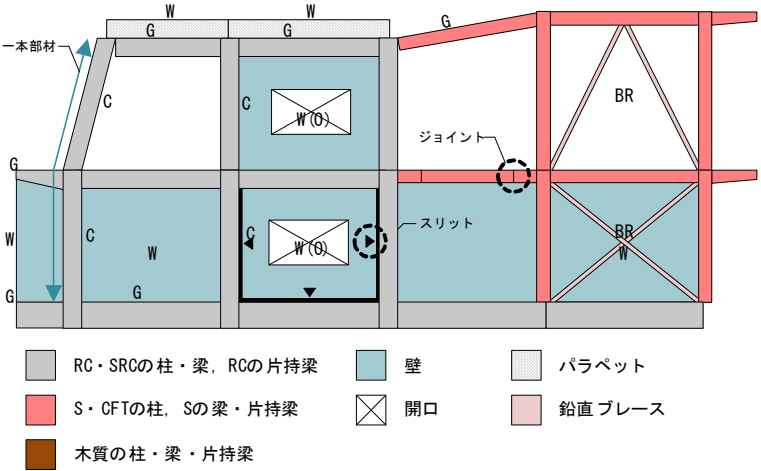 W W
G G G
一本部材
C C BR
W(O)
ジョイント
G
スリット
C C BR
W W W(O) W
G G
RC・SRCの柱・梁, RCの片持梁 壁 パラペット
S・CFTの柱, Sの梁・片持梁 開口 鉛直ブレース
木質の柱・梁・片持梁